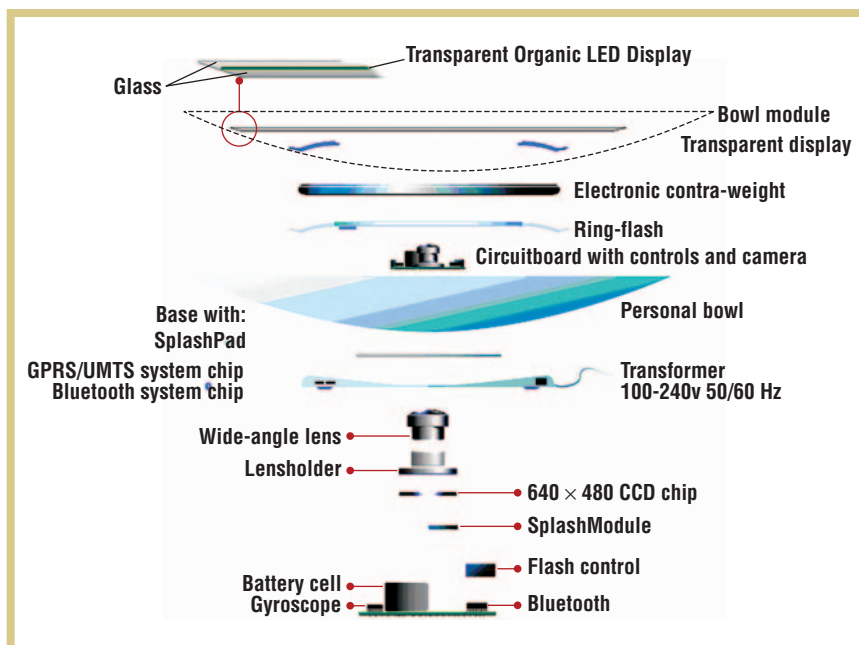 Transparent Organic LED Display
Glass
Bowl module
Transparent display
Electronic contra-weight
Ring-flash
Circuitboard with controls and camera
Personal bowl
Base with:
SplashPad
GPRS/UMTS system chip
Bluetooth system chip
Transformer
100-240v 50/60 Hz
Wide-angle lens
Lensholder
640 × 480 CCD chip
SplashModule
Flash control
Battery cell
Gyroscope
Bluetooth